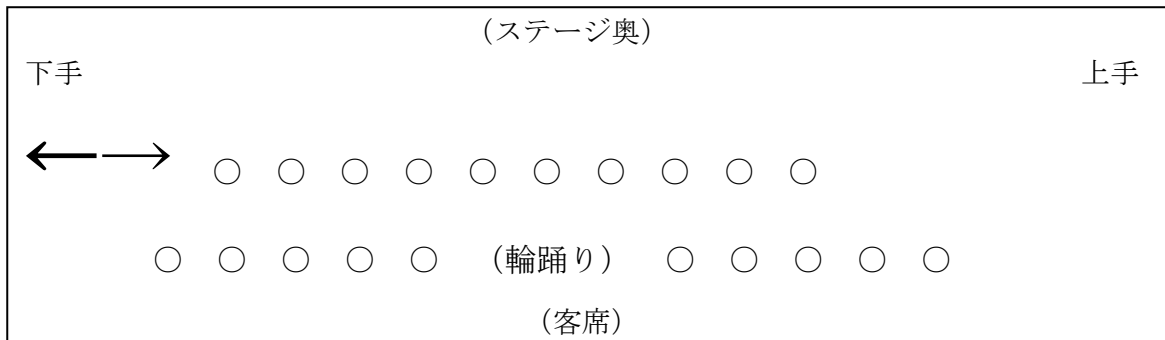 （ステージ奥）
下手 上手
○ ○ ○ ○ ○ ○ ○ ○ ○ ○
○ ○ ○ ○ ○ （輪踊り） ○ ○ ○ ○ ○
（客席）